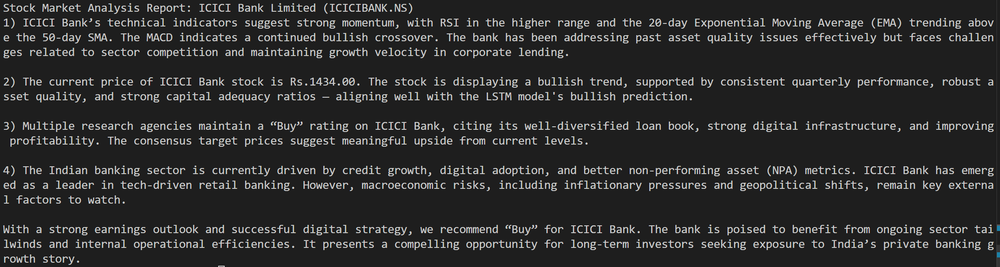 Stock Market Analysis Report: ICICI Bank Limited (ICICIBANK.NS)
1) ICICI Bank’s technical indicators suggest strong momentum, with RSI in the higher range and the 20-day Exponential Moving Average (EMA) trending abov
e the 50-day SMA. The MACD indicates a continued bullish crossover. The bank has been addressing past asset quality issues effectively but faces challen
ges related to sector competition and maintaining growth velocity in corporate lending.

2) The current price of ICICI Bank stock is Rs.1434.00. The stock is displaying a bullish trend, supported by consistent quarterly performance, robust a
sset quality, and strong capital adequacy ratios — aligning well with the LSTM model's bullish prediction.

3) Multiple research agencies maintain a “Buy” rating on ICICI Bank, citing its well-diversified loan book, strong digital infrastructure, and improving
 profitability. The consensus target prices suggest meaningful upside from current levels.

4) The Indian banking sector is currently driven by credit growth, digital adoption, and better non-performing asset (NPA) metrics. ICICI Bank has emerg
ed as a leader in tech-driven retail banking. However, macroeconomic risks, including inflationary pressures and geopolitical shifts, remain key externa
l factors to watch.

With a strong earnings outlook and successful digital strategy, we recommend “Buy” for ICICI Bank. The bank is poised to benefit from ongoing sector tai
lwinds and internal operational efficiencies. It presents a compelling opportunity for long-term investors seeking exposure to India’s private banking g
rowth story.